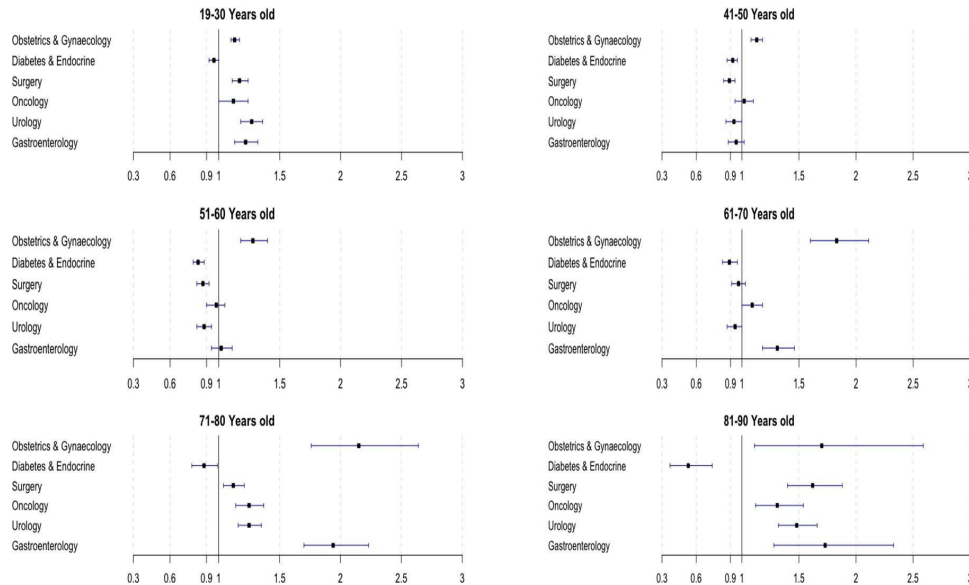 19-30 Years old
Obstetrics & Gynaecology
Diabetes & Endocrine
Surgery
Oncology
Urology
Gastroenterology
0.3 0.6 0.9 1 1.5 2 2.5 3
41-50 Years old
Obstetrics & Gynaecology
Diabetes & Endocrine
Surgery
Oncology
Urology
Gastroenterology
0.3 0.6 0.9 1 1.5 2 2.5 3
51-60 Years old
Obstetrics & Gynaecology
Diabetes & Endocrine
Surgery
Oncology
Urology
Gastroenterology
0.3 0.6 0.9 1 1.5 2 2.5 3
61-70 Years old
Obstetrics & Gynaecology
Diabetes & Endocrine
Surgery
Oncology
Urology
Gastroenterology
0.3 0.6 0.9 1 1.5 2 2.5 3
71-80 Years old
Obstetrics & Gynaecology
Diabetes & Endocrine
Surgery
Oncology
Urology
Gastroenterology
0.3 0.6 0.9 1 1.5 2 2.5 3
81-90 Years old
Obstetrics & Gynaecology
Diabetes & Endocrine
Surgery
Oncology
Urology
Gastroenterology
0.3 0.6 0.9 1 1.5 2 2.5 3